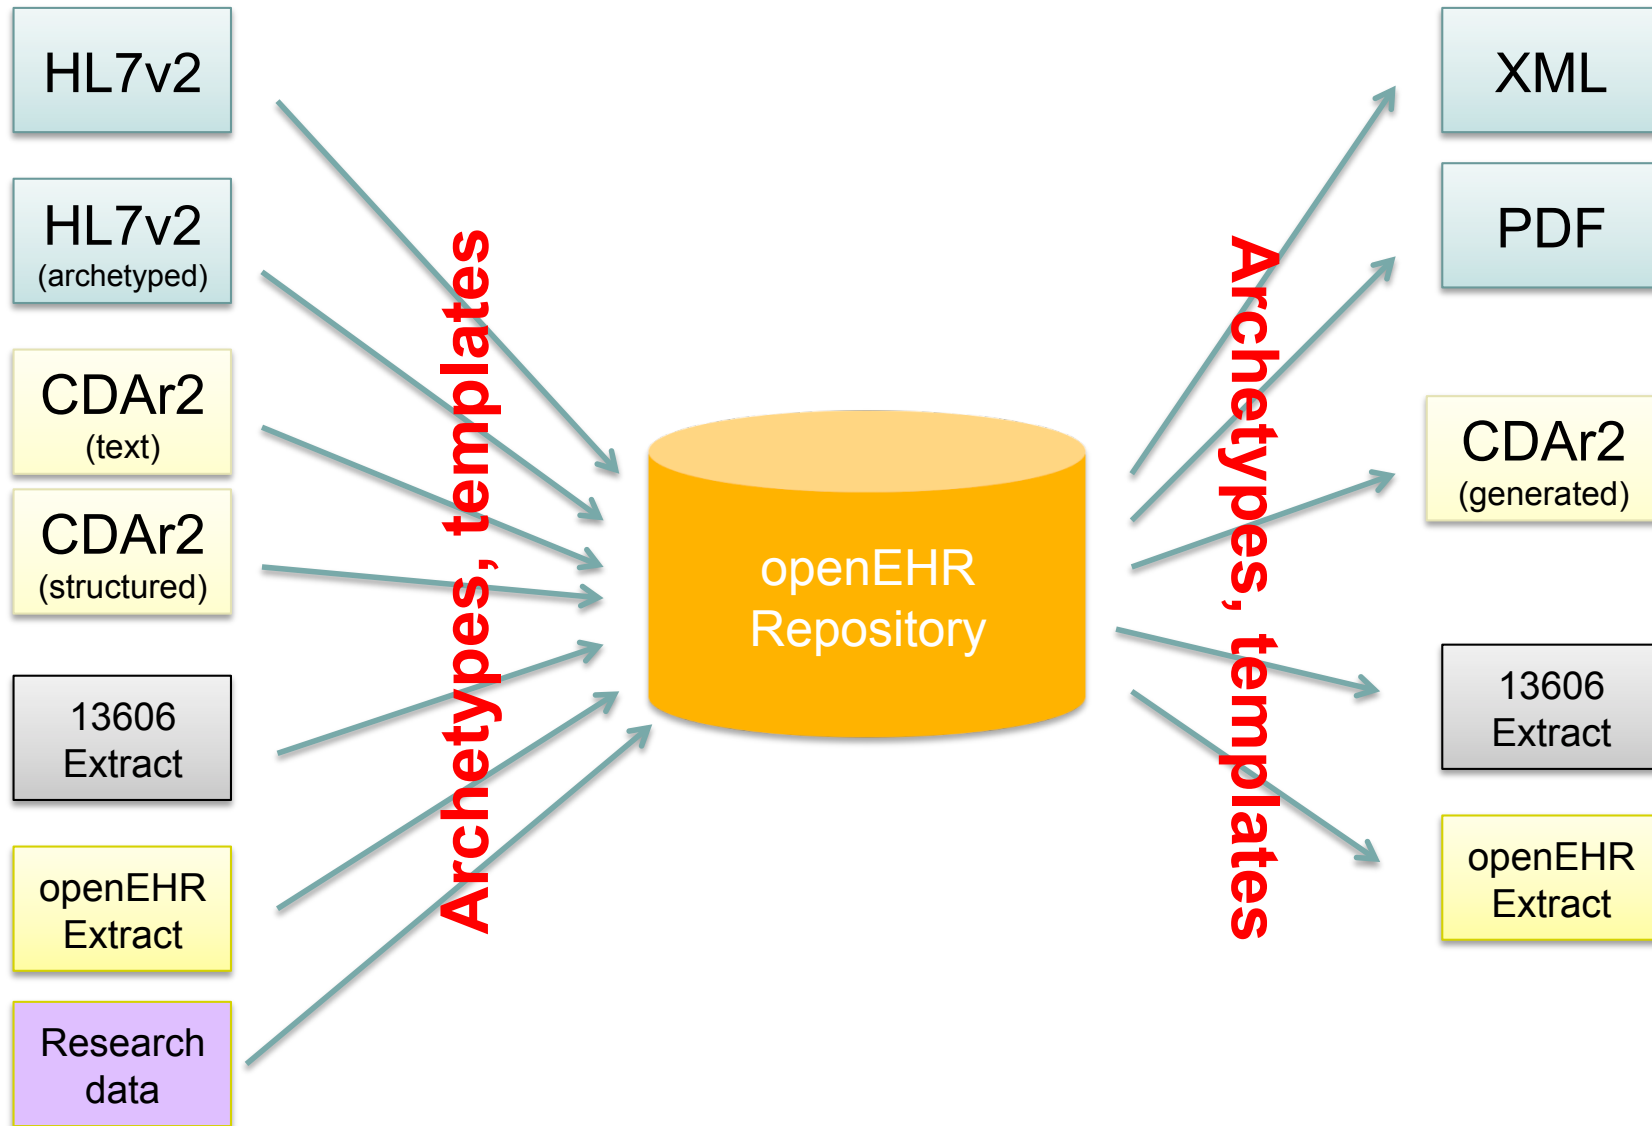 HL7v2
HL7v2
(archetyped)
CDAr2
(text)
CDAr2
(structured)
13606
Extract
openEHR
Extract
Research
data
Archetypes, templates
openEHR
Repository
Archetypes, templates
XML
PDF
CDAr2
(generated)
13606
Extract
openEHR
Extract